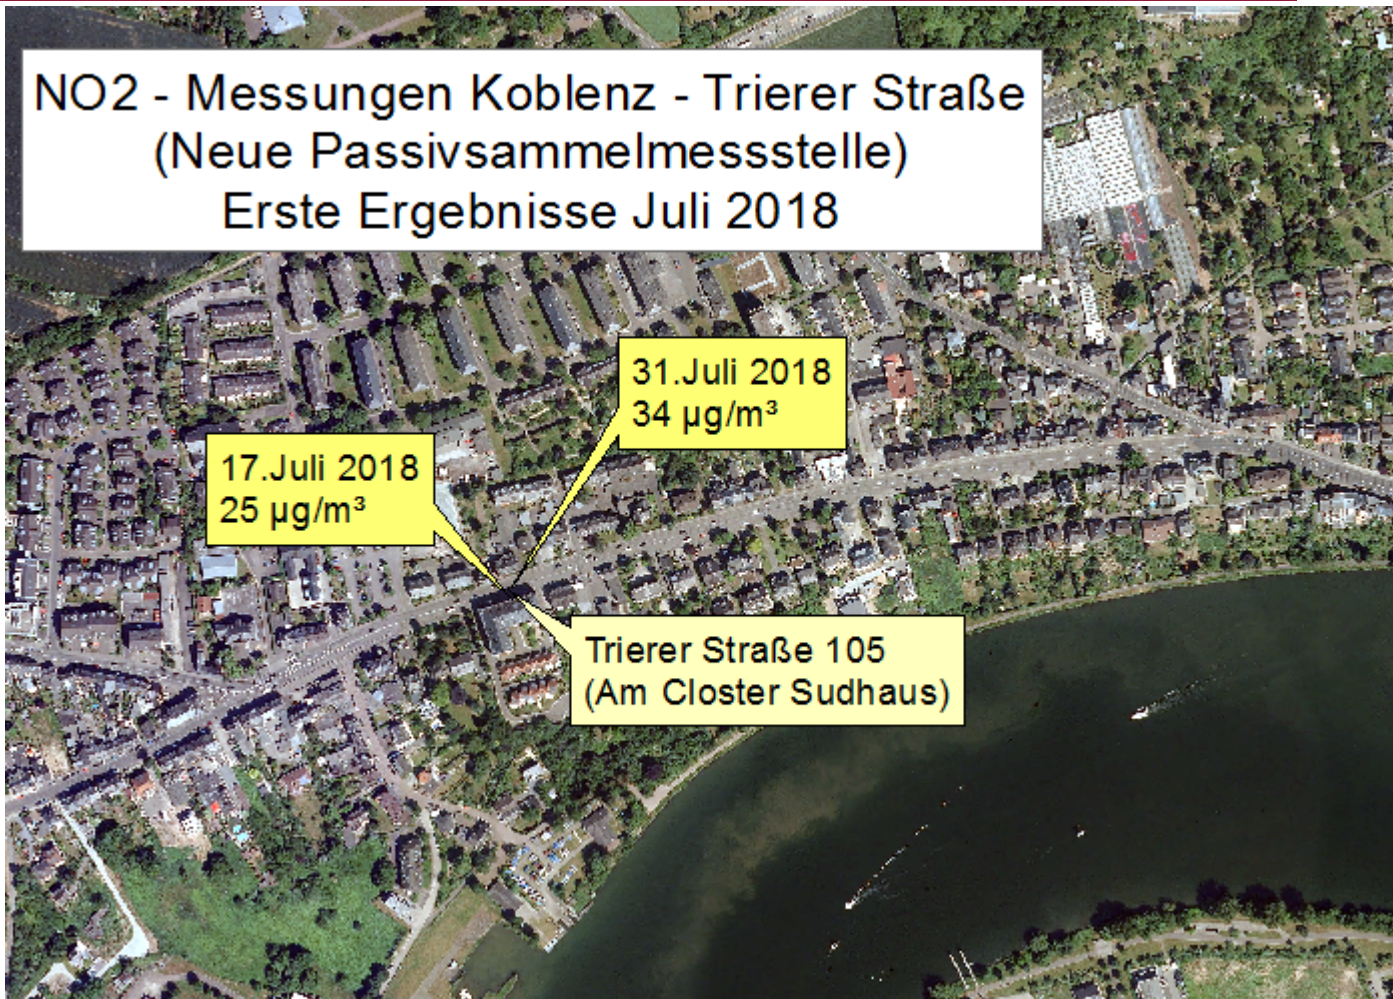 NO2 - Messungen Koblenz - Trierer Straße
(Neue Passivsammelmessstelle)
Erste Ergebnisse Juli 2018
31.Juli 2018
34 µg/m³
17.Juli 2018
25 µg/m³
Trierer Straße 105
(Am Closter Sudhaus)